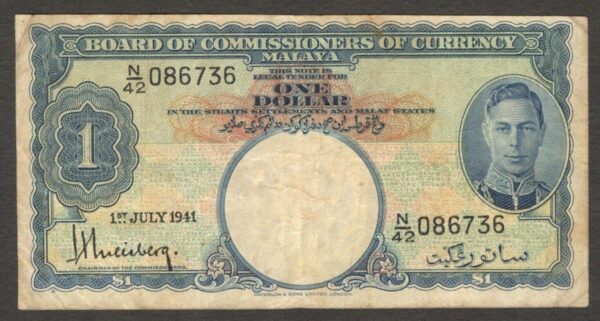 BOARD OF COMMISSIONERS OF CURRENCY
MALAYA
N/42 086736
THIS NOTE IS
LEGAL TENDER FOR
ONE
DOLLAR
IN THE STRAITS SETTLEMENTS AND MALAY STATES
1
1ST JULY 1941
N/42 086736
CHAIRMAN OF THE COMMISSIONERS.
ساتو رڠݢيت
$1
$1
WATERLOW & SONS LIMITED, LONDON.